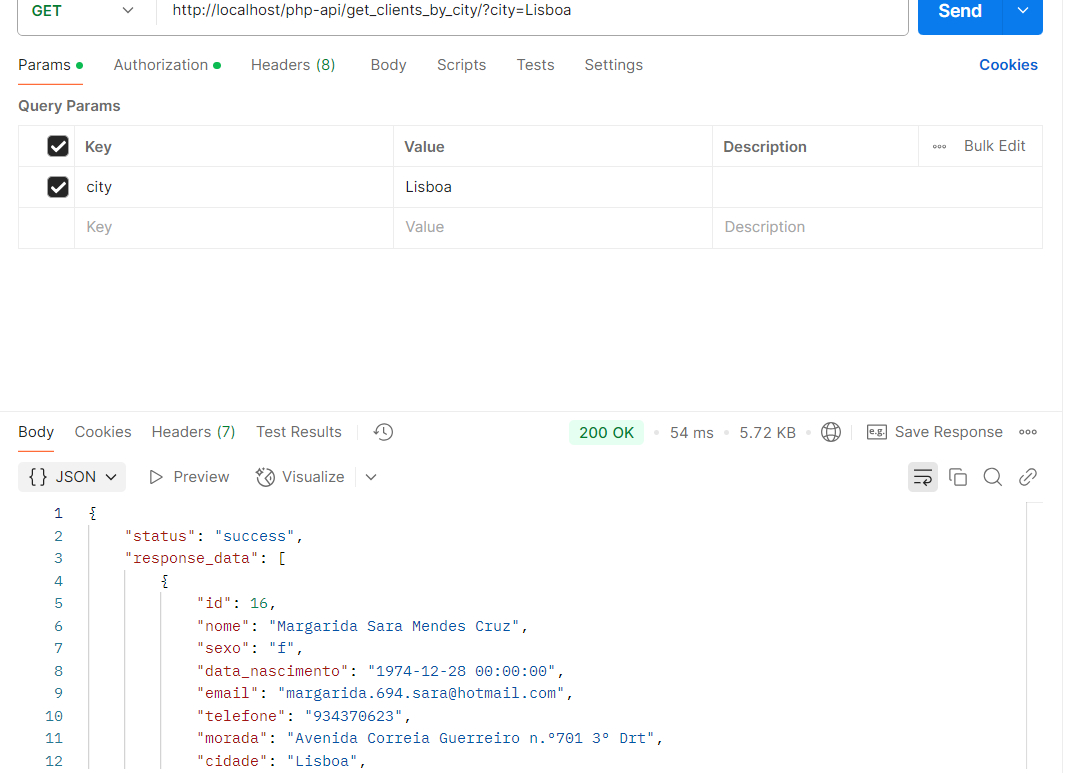 GET http://localhost/php-api/get_clients_by_city/?city=Lisboa Send
Params Authorization Headers (8) Body Scripts Tests Settings Cookies
Query Params
Key Value Description Bulk Edit
city Lisboa
Key Value Description
Body Cookies Headers (7) Test Results 200 OK 54 ms 5.72 KB e.g. Save Response
{} JSON Preview Visualize
1 {
2 "status": "success",
3 "response_data": [
4 {
5 "id": 16,
6 "nome": "Margarida Sara Mendes Cruz",
7 "sexo": "f",
8 "data_nascimento": "1974-12-28 00:00:00",
9 "email": "margarida.694.sara@hotmail.com",
10 "telefone": "934370623",
11 "morada": "Avenida Correia Guerreiro n.º701 3º Drt",
12 "cidade": "Lisboa",